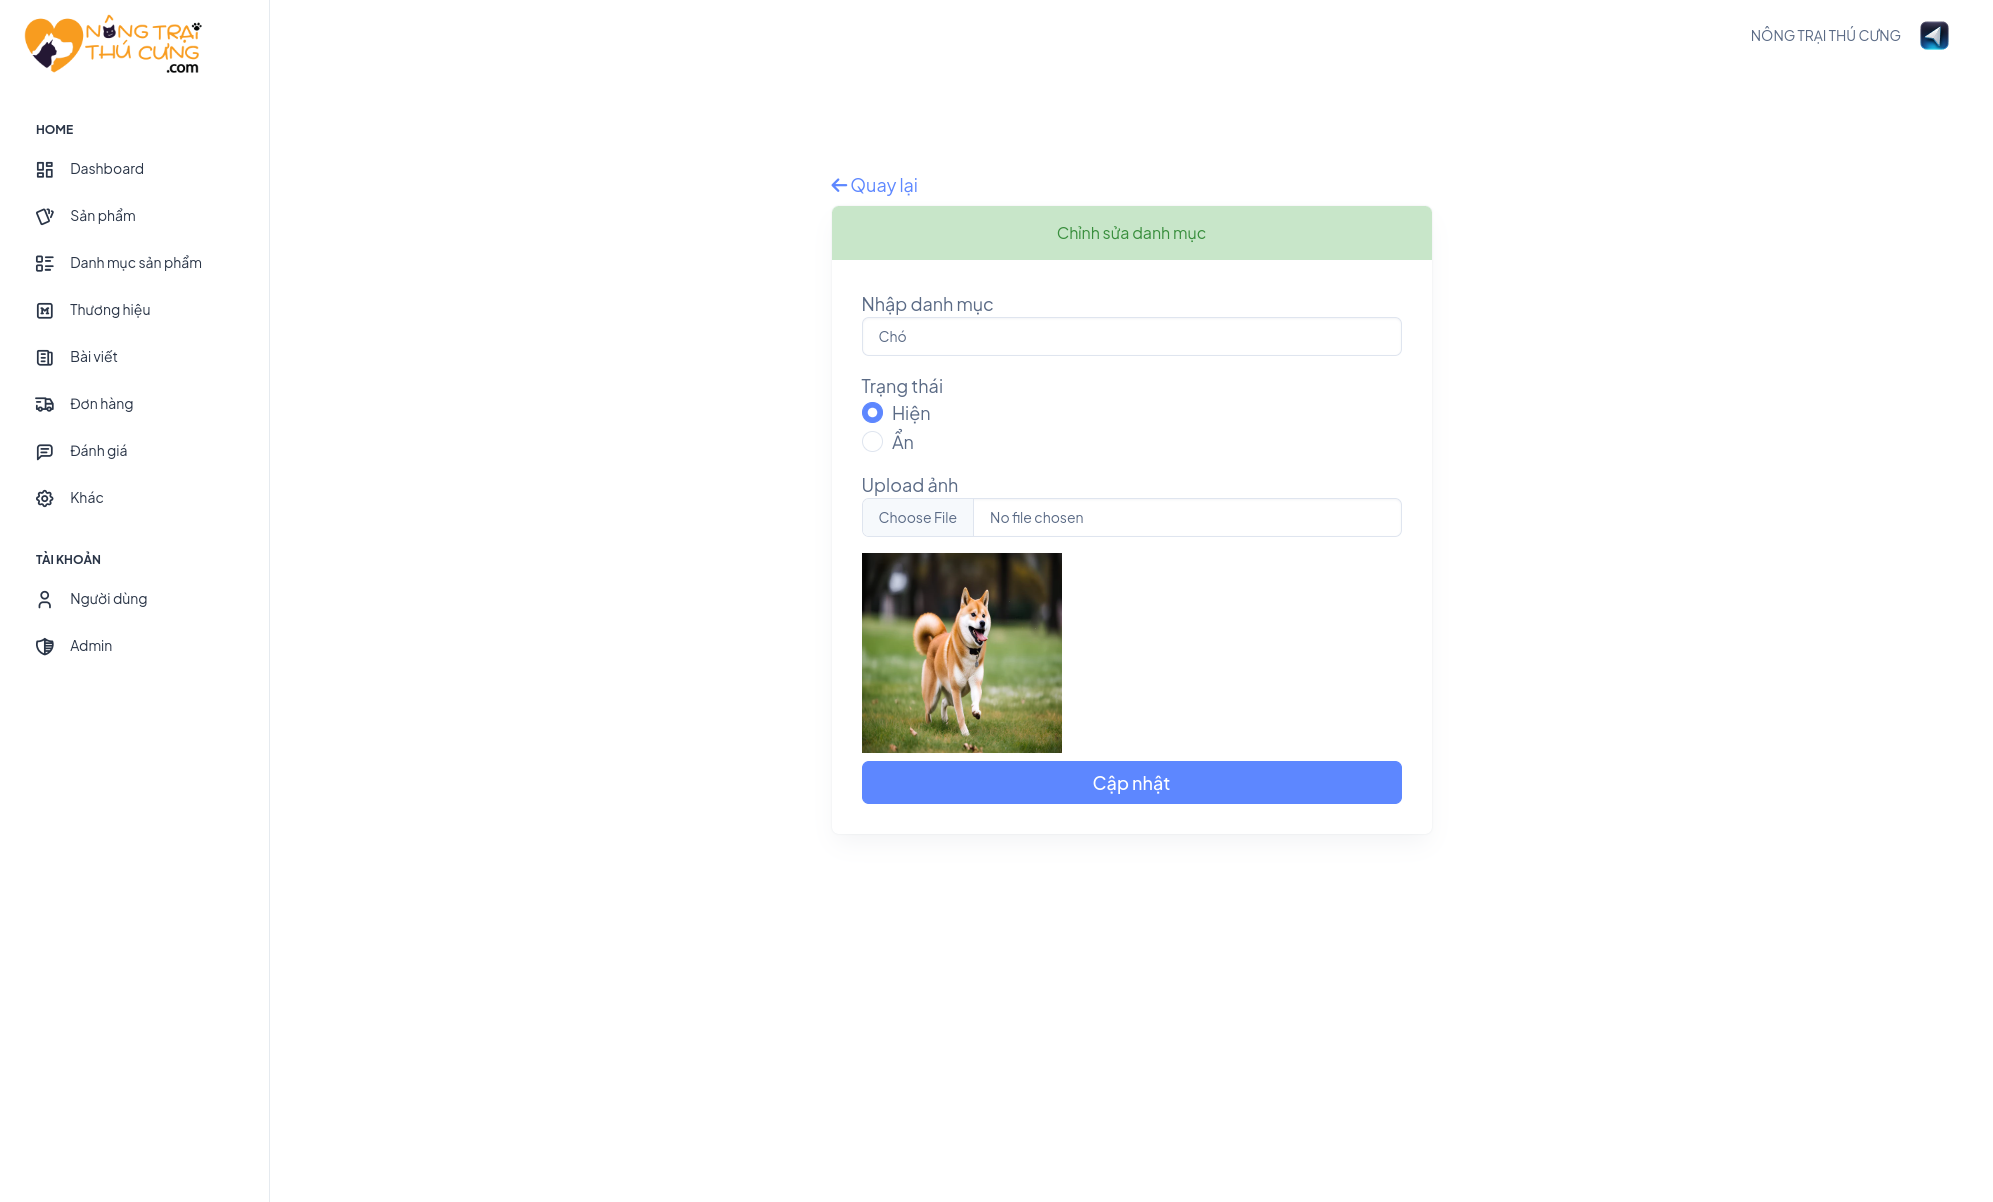 NÔNG TRẠI
THÚ CƯNG
.com
NÔNG TRẠI THÚ CƯNG
HOME
Dashboard
Sản phẩm
Danh mục sản phẩm
Thương hiệu
Bài viết
Đơn hàng
Đánh giá
Khác
TÀI KHOẢN
Người dùng
Admin
Quay lại
Chỉnh sửa danh mục
Nhập danh mục
Chó
Trạng thái
Hiện
Ẩn
Upload ảnh
Choose File No file chosen
Cập nhật